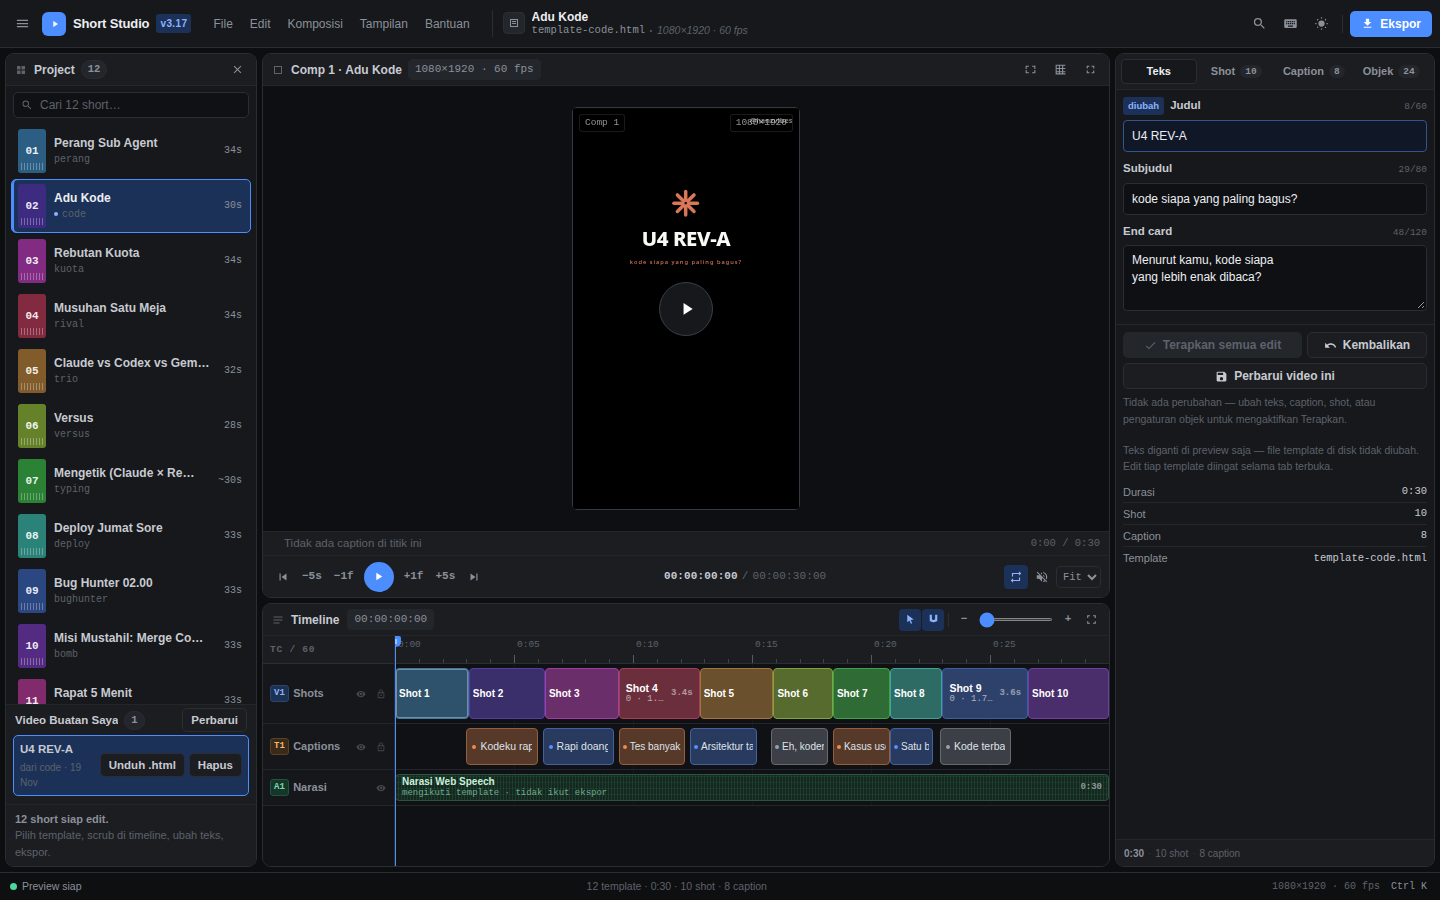 Short Studio v3.17 File Edit Komposisi Tampilan Bantuan
Adu Kode
template-code.html · 1080×1920 · 60 fps
Ekspor
Project 12
Cari 12 short…
01 Perang Sub Agent 34s
perang
02 Adu Kode 30s
code
03 Rebutan Kuota 34s
kuota
04 Musuhan Satu Meja 34s
rival
05 Claude vs Codex vs Gem… 32s
trio
06 Versus 28s
versus
07 Mengetik (Claude × Re… ~30s
typing
08 Deploy Jumat Sore 33s
deploy
09 Bug Hunter 02.00 33s
bughunter
10 Misi Mustahil: Merge Co… 33s
bomb
11 Rapat 5 Menit 33s
Video Buatan Saya 1 Perbarui
U4 REV-A
dari code · 19 Nov
Unduh .html Hapus
12 short siap edit.
Pilih template, scrub di timeline, ubah teks,
ekspor.
Comp 1 · Adu Kode 1080×1920 · 60 fps
Comp 1 1080×1920
U4 REV-A
kode siapa yang paling bagus?
Tidak ada caption di titik ini 0:00 / 0:30
−5s −1f +1f +5s 00:00:00:00 / 00:00:30:00 Fit
Timeline 00:00:00:00 − +
TC / 60 0:00 0:05 0:10 0:15 0:20 0:25
V1 Shots Shot 1 Shot 2 Shot 3 Shot 4 3.4s Shot 5 Shot 6 Shot 7 Shot 8 Shot 9 3.6s Shot 10
0 · 1.… 0 · 1.7…
T1 Captions Kodeku rap Rapi doang Tes banyak Arsitektur ta Eh, koder Kasus us Satu b Kode terba
A1 Narasi Narasi Web Speech
mengikuti template · tidak ikut ekspor 0:30
Teks Shot 10 Caption 8 Objek 24
diubah Judul 8/60
U4 REV-A
Subjudul 29/80
kode siapa yang paling bagus?
End card 48/120
Menurut kamu, kode siapa
yang lebih enak dibaca?
Terapkan semua edit Kembalikan
Perbarui video ini
Tidak ada perubahan — ubah teks, caption, shot, atau
pengaturan objek untuk mengaktifkan Terapkan.
Teks diganti di preview saja — file template di disk tidak diubah.
Edit tiap template diingat selama tab terbuka.
Durasi 0:30
Shot 10
Caption 8
Template template-code.html
0:30 · 10 shot · 8 caption
Preview siap 12 template · 0:30 · 10 shot · 8 caption 1080×1920 · 60 fps Ctrl K